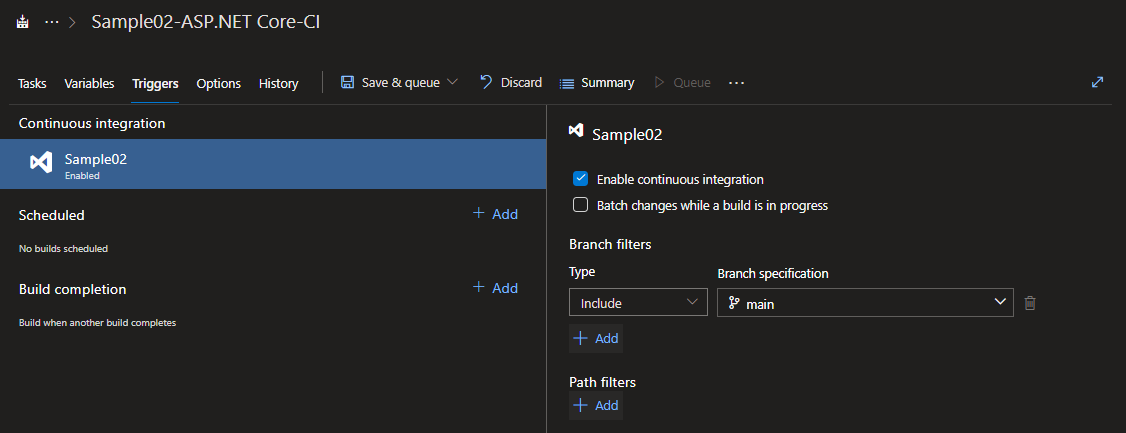 ··· > Sample02-ASP.NET Core-CI
Tasks Variables Triggers Options History Save & queue Discard Summary Queue ···
Continuous integration
Sample02
Enabled
Scheduled + Add
No builds scheduled
Build completion + Add
Build when another build completes
Sample02
Enable continuous integration
Batch changes while a build is in progress
Branch filters
Type Branch specification
Include main
+ Add
Path filters
+ Add